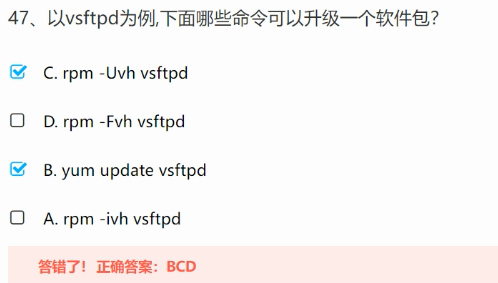 47、以vsftpd为例,下面哪些命令可以升级一个软件包？
C. rpm -Uvh vsftpd
D. rpm -Fvh vsftpd
B. yum update vsftpd
A. rpm -ivh vsftpd
答错了！正确答案：BCD